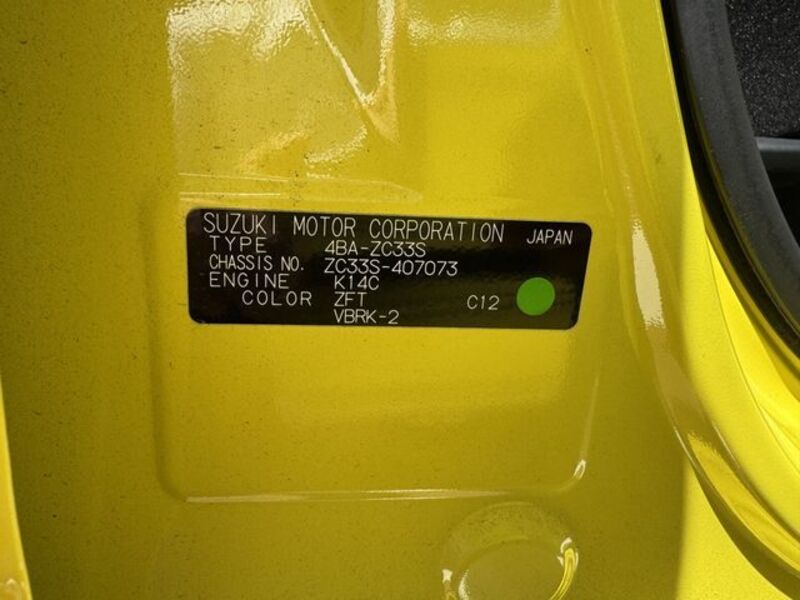 SUZUKI MOTOR CORPORATION JAPAN
TYPE 4BA-ZC33S
CHASSIS NO. ZC33S-407073
ENGINE K14C
COLOR ZFT C12
VBRK-2